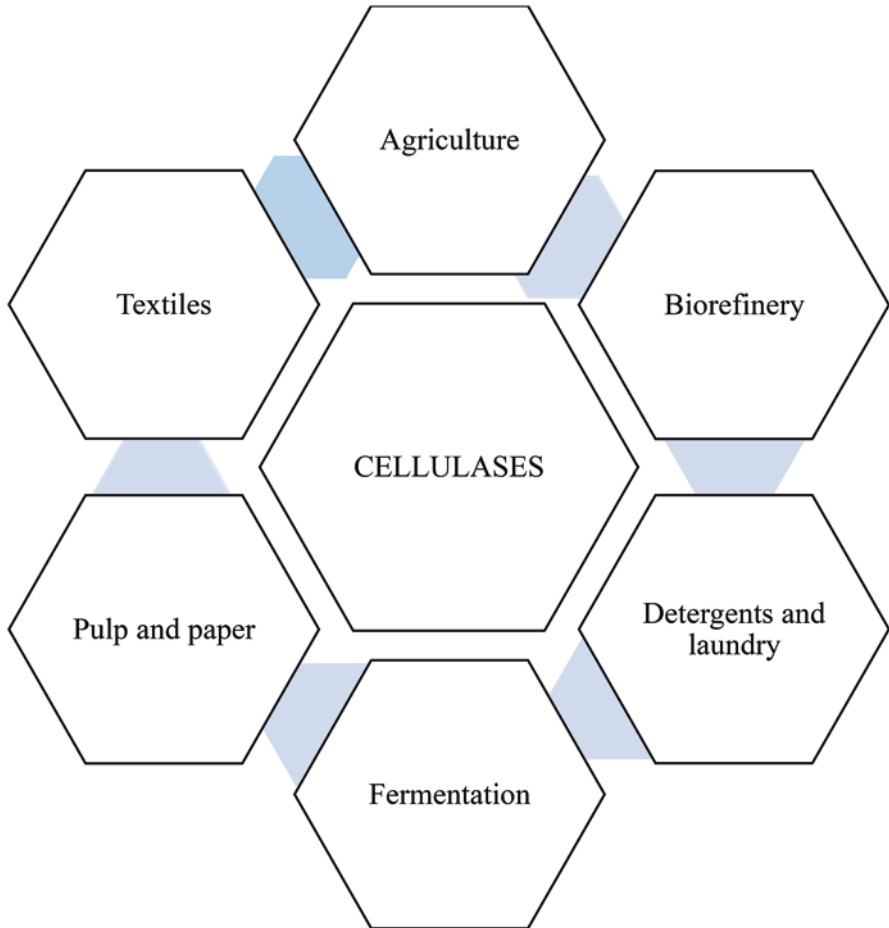 Agriculture
Textiles
Biorefinery
CELLULASES
Pulp and paper
Detergents and
laundry
Fermentation